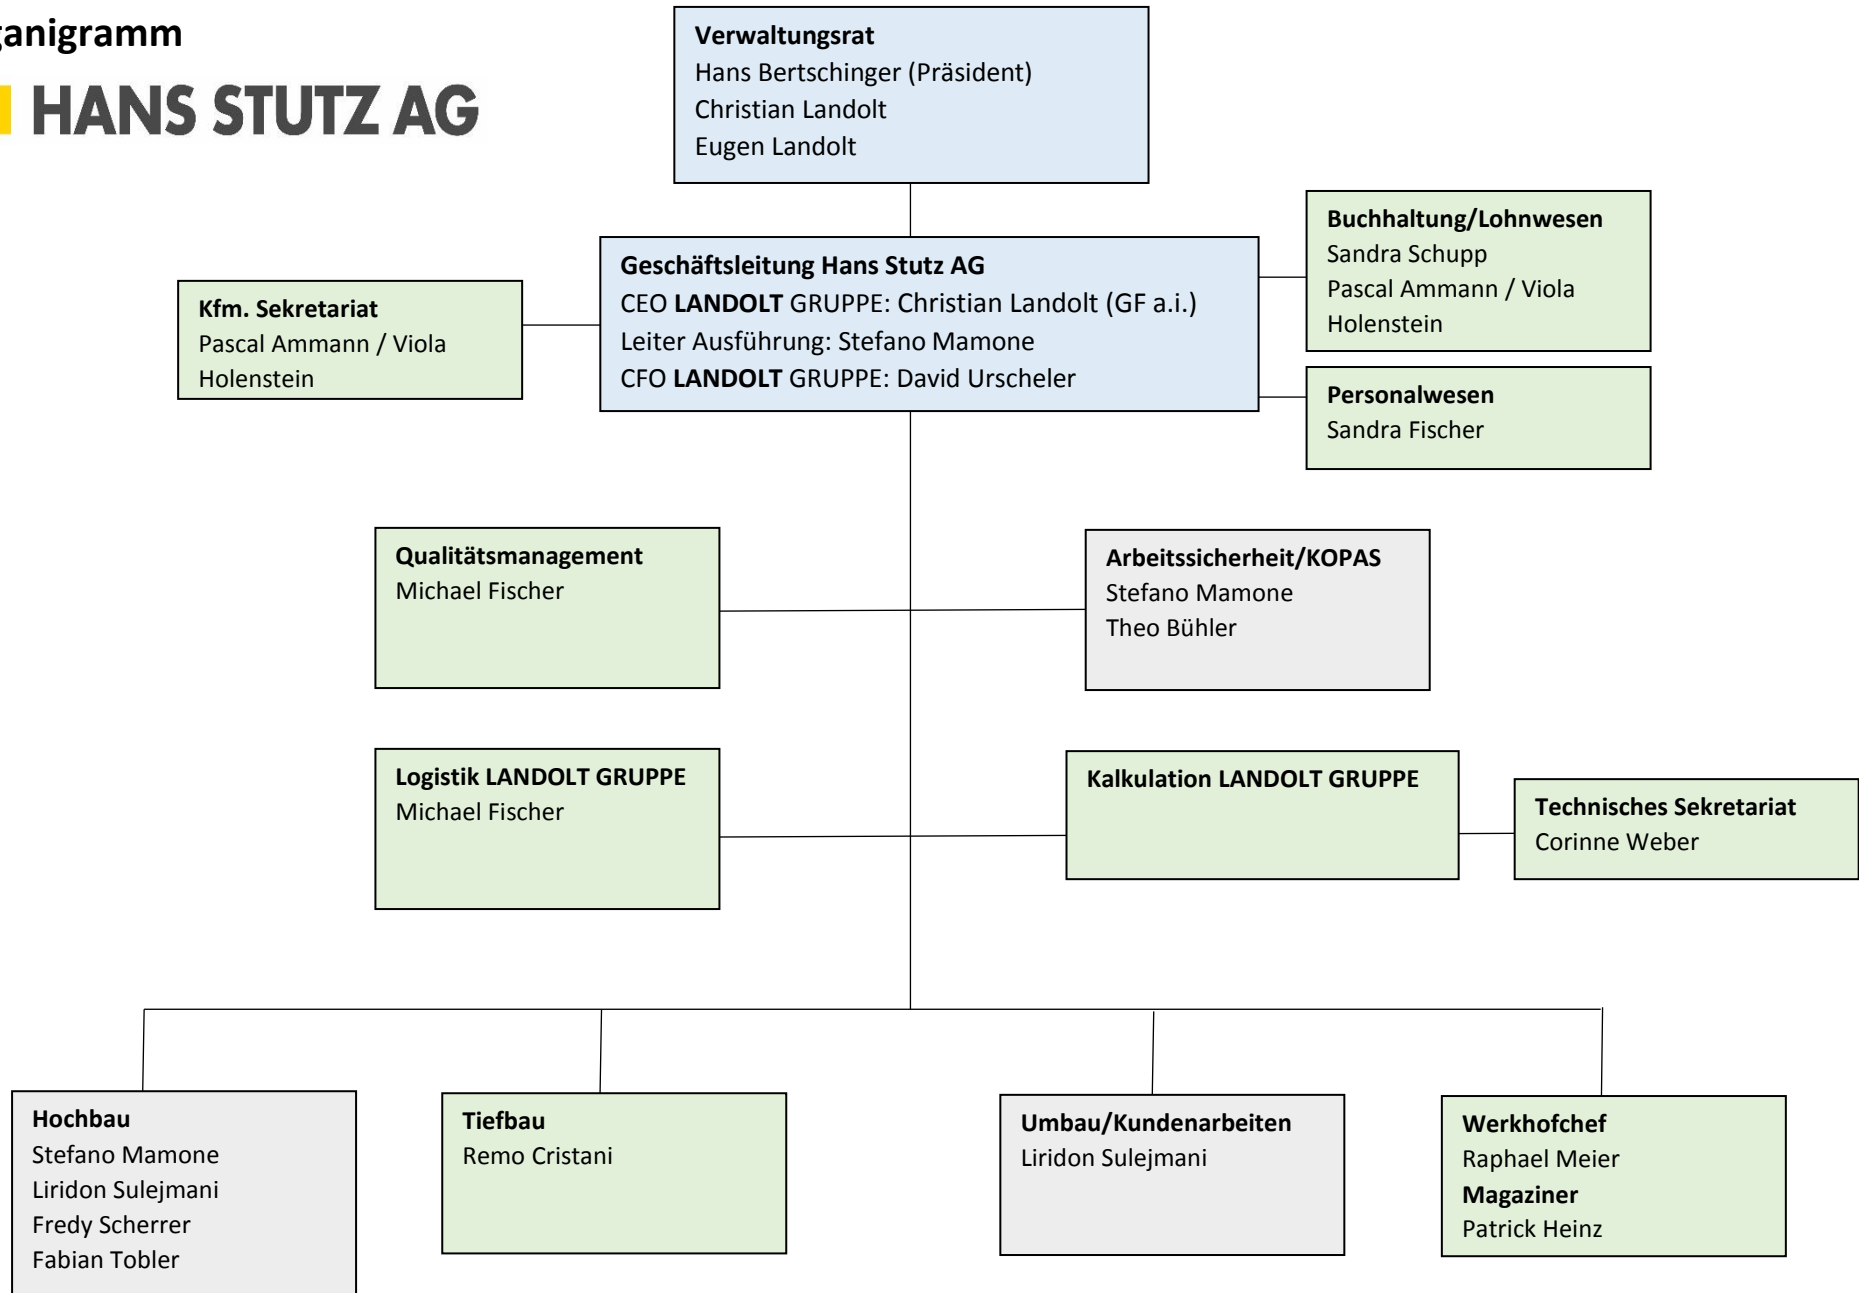 ganigramm
HANS STUTZ AG
Verwaltungsrat
Hans Bertschinger (Präsident)
Christian Landolt
Eugen Landolt
Geschäftsleitung Hans Stutz AG
CEO LANDOLT GRUPPE: Christian Landolt (GF a.i.)
Leiter Ausführung: Stefano Mamone
CFO LANDOLT GRUPPE: David Urscheler
Buchhaltung/Lohnwesen
Sandra Schupp
Pascal Ammann / Viola
Holenstein
Kfm. Sekretariat
Pascal Ammann / Viola
Holenstein
Personalwesen
Sandra Fischer
Qualitätsmanagement
Michael Fischer
Arbeitssicherheit/KOPAS
Stefano Mamone
Theo Bühler
Logistik LANDOLT GRUPPE
Michael Fischer
Kalkulation LANDOLT GRUPPE
Technisches Sekretariat
Corinne Weber
Hochbau
Stefano Mamone
Liridon Sulejmani
Fredy Scherrer
Fabian Tobler
Tiefbau
Remo Cristani
Umbau/Kundenarbeiten
Liridon Sulejmani
Werkhofchef
Raphael Meier
Magaziner
Patrick Heinz